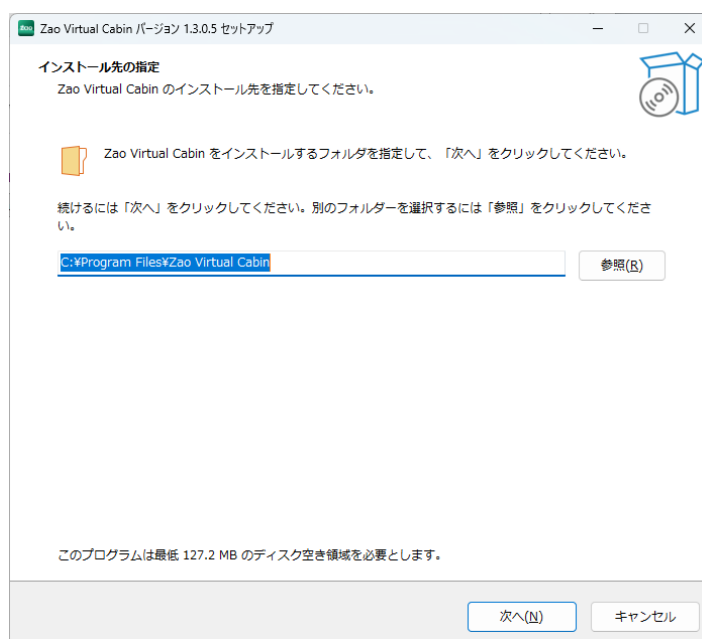 Zao Virtual Cabin バージョン 1.3.0.5 セットアップ
インストール先の指定
Zao Virtual Cabin のインストール先を指定してください。
Zao Virtual Cabin をインストールするフォルダを指定して、「次へ」をクリックしてください。
続けるには「次へ」をクリックしてください。別のフォルダーを選択するには「参照」をクリックしてくださ
い。
C:¥Program Files¥Zao Virtual Cabin
参照(R)
このプログラムは最低 127.2 MB のディスク空き領域を必要とします。
次へ(N)
キャンセル